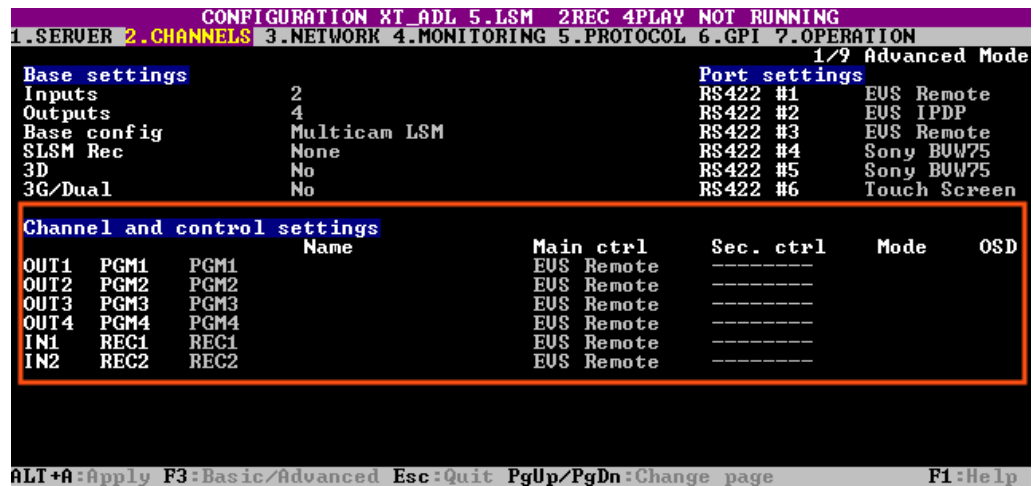 CONFIGURATION XT_ADL 5.LSM 2REC 4PLAY NOT RUNNING
1.SERVER 2.CHANNELS 3.NETWORK 4.MONITORING 5.PROTOCOL 6.GPI 7.OPERATION
1/9 Advanced Mode
Base settings Port settings
Inputs 2 RS422 #1 EVS Remote
Outputs 4 RS422 #2 EVS IPDP
Base config Multicam LSM RS422 #3 EVS Remote
SLSM Rec None RS422 #4 Sony BVW75
3D No RS422 #5 Sony BVW75
3G/Dual No RS422 #6 Touch Screen
Channel and control settings
Name Main ctrl Sec. ctrl Mode OSD
OUT1 PGM1 PGM1 EVS Remote --------
OUT2 PGM2 PGM2 EVS Remote --------
OUT3 PGM3 PGM3 EVS Remote --------
OUT4 PGM4 PGM4 EVS Remote --------
IN1 REC1 REC1 EVS Remote --------
IN2 REC2 REC2 EVS Remote --------
ALT+A:Apply F3:Basic/Advanced Esc:Quit PgUp/PgDn:Change page F1:Help